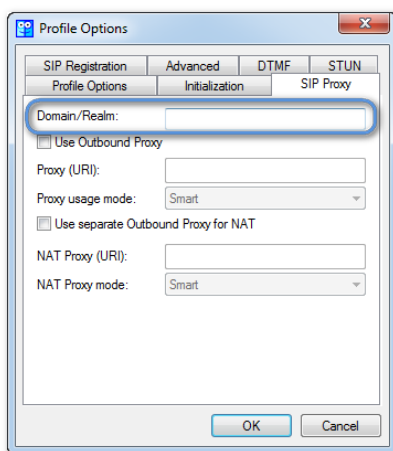 Profile Options
SIP Registration Advanced DTMF STUN
Profile Options Initialization SIP Proxy
Domain/Realm:
Use Outbound Proxy
Proxy (URI):
Proxy usage mode: Smart
Use separate Outbound Proxy for NAT
NAT Proxy (URI):
NAT Proxy mode: Smart
OK Cancel